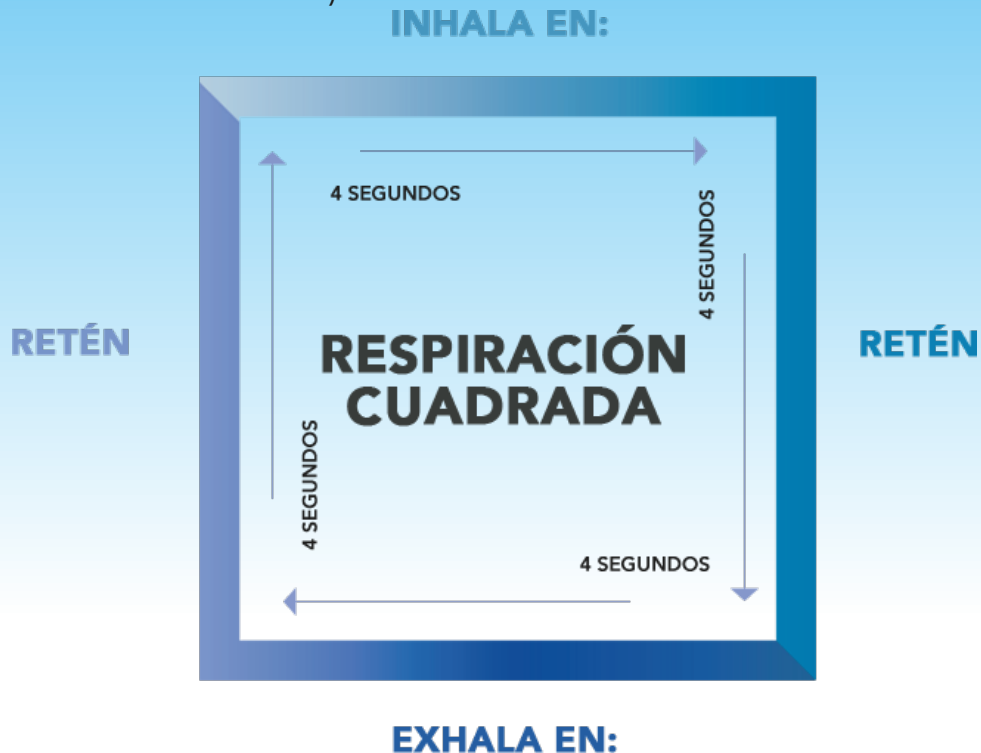 INHALA EN:
4 SEGUNDOS
4 SEGUNDOS
RETÉN
RETÉN
RESPIRACIÓN
CUADRADA
4 SEGUNDOS
4 SEGUNDOS
EXHALA EN: